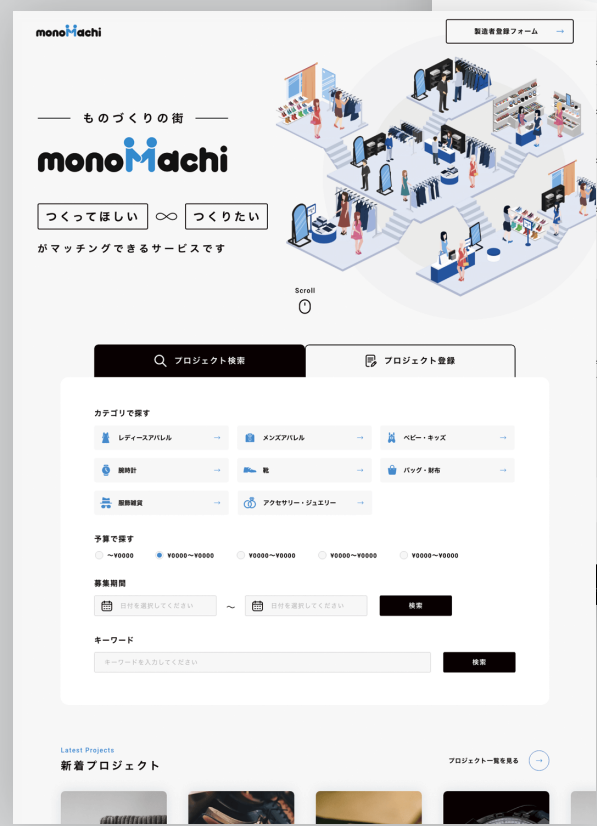 monoMachi
製造者登録フォーム →
ものづくりの街
monoMachi
つくってほしい ∞ つくりたい
がマッチングできるサービスです
Scroll
プロジェクト検索
プロジェクト登録
カテゴリで探す
レディースアパレル →
メンズアパレル →
ベビー・キッズ →
腕時計 →
靴 →
バッグ・財布 →
服飾雑貨 →
アクセサリー・ジュエリー →
予算で探す
〜¥0000
¥0000〜¥0000
¥0000〜¥0000
¥0000〜¥0000
¥0000〜¥0000
募集期間
日付を選択してください 〜 日付を選択してください 検索
キーワード
キーワードを入力してください 検索
Latest Projects
新着プロジェクト
プロジェクト一覧を見る →